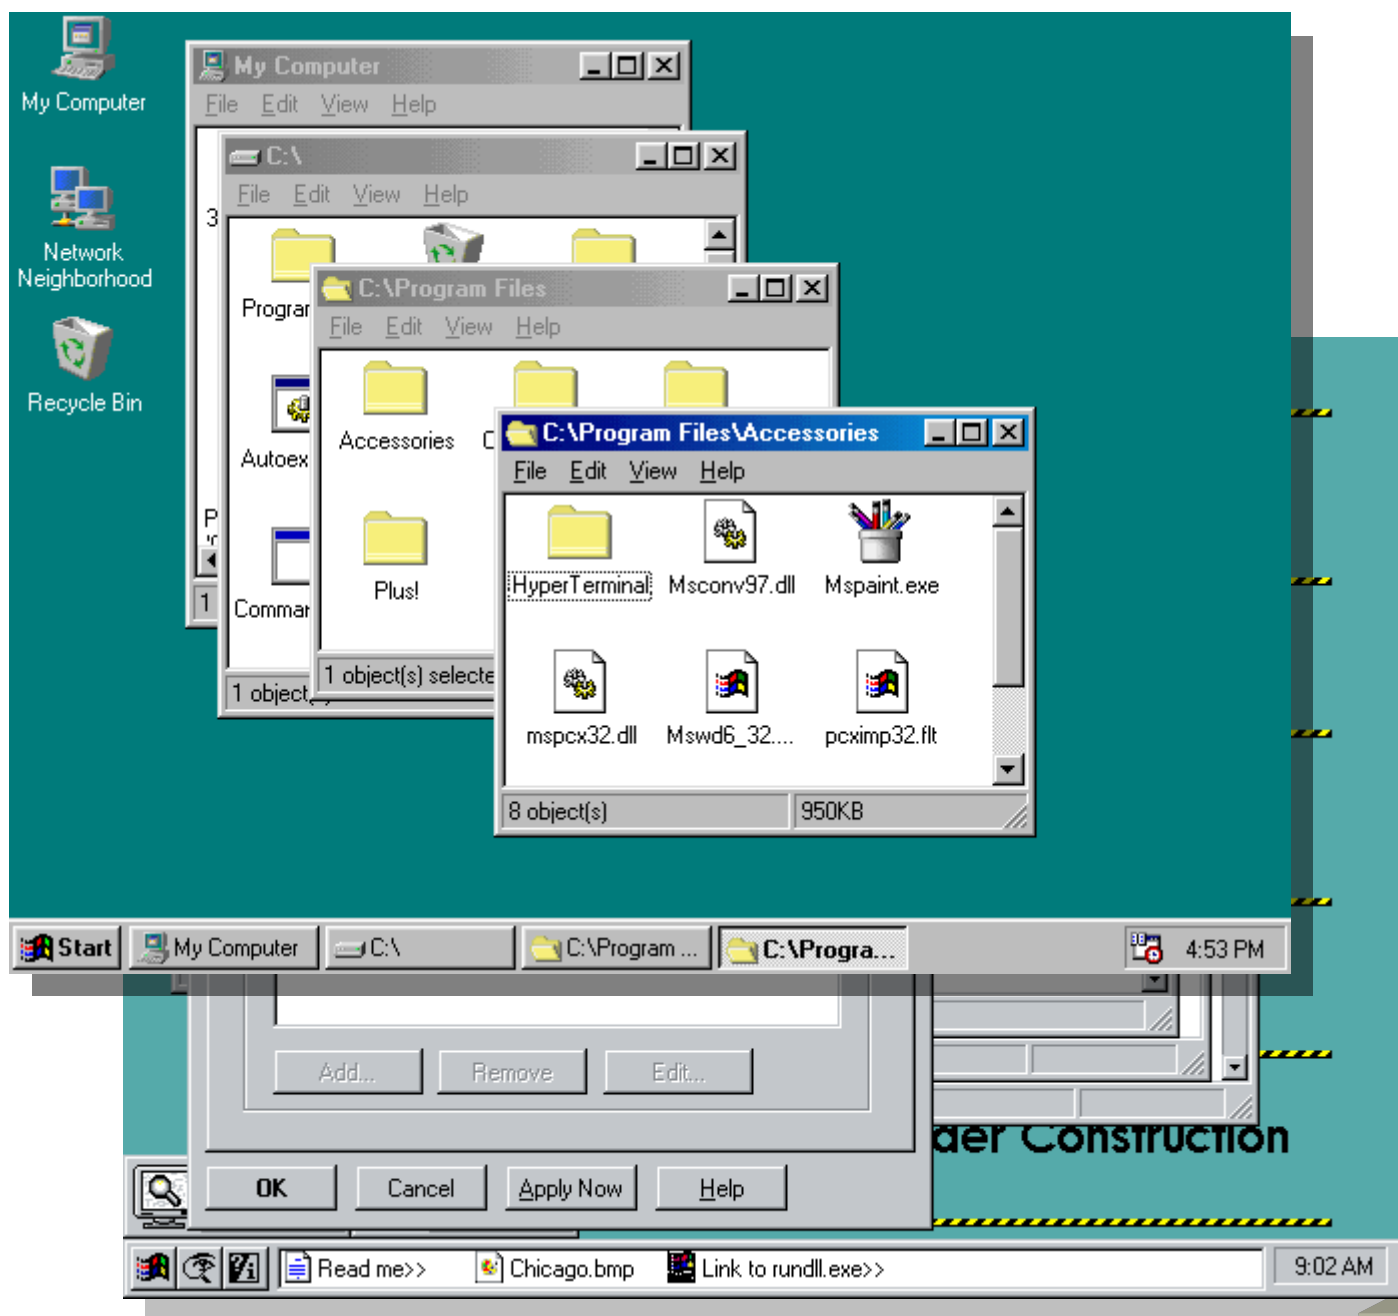 My Computer
Network
Neighborhood
Recycle Bin
My Computer
File Edit View Help
3
P
1
C:\
File Edit View Help
Program
Autoex
Comman
1 object
C:\Program Files
File Edit View Help
Accessories
C
Plus!
1 object(s) selecte
C:\Program Files\Accessories
File Edit View Help
HyperTerminal Msconv97.dll Mspaint.exe
mspcx32.dll Mswd6_32.... pcximp32.flt
8 object(s) 950KB
Start My Computer C:\ C:\Program ... C:\Progra... 4:53 PM
Add... Remove Edit...
der Construction
OK Cancel Apply Now Help
Read me>> Chicago.bmp Link to rundll.exe>> 9:02 AM